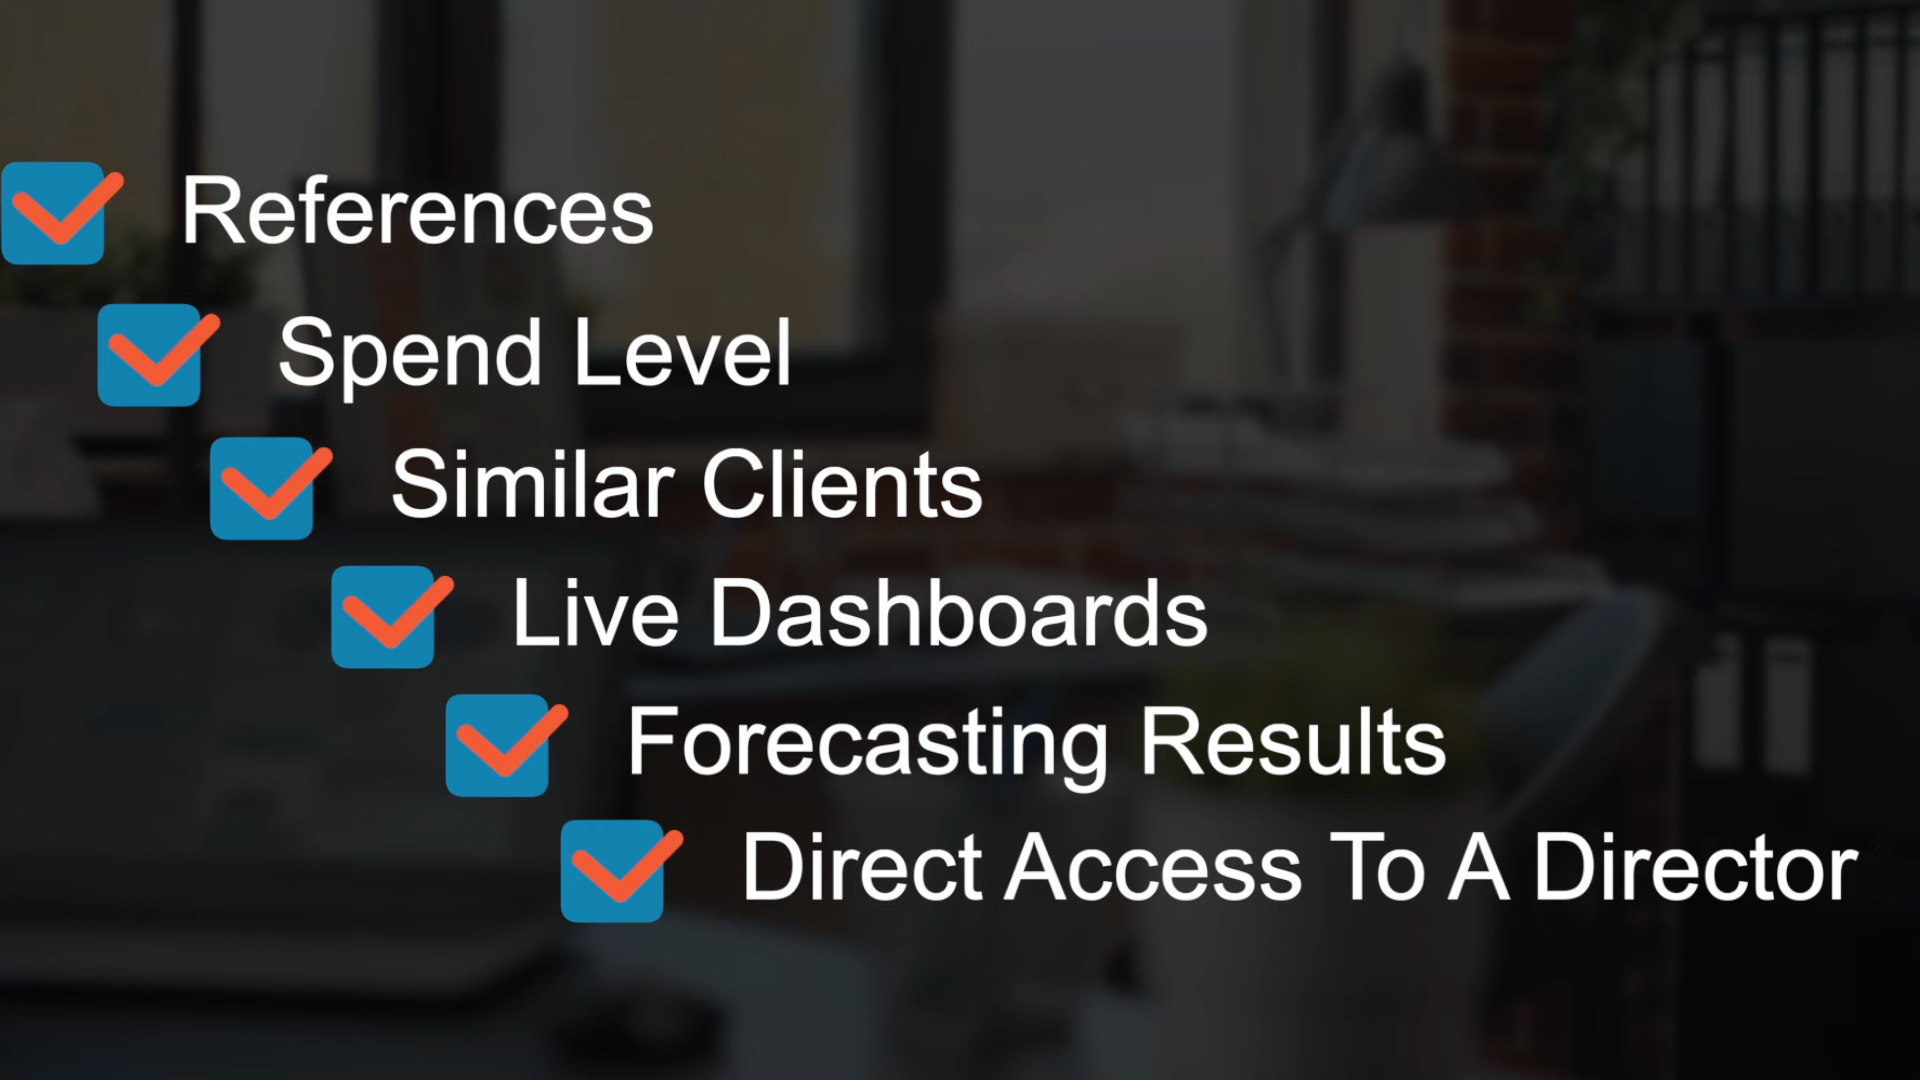 References
Spend Level
Similar Clients
Live Dashboards
Forecasting Results
Direct Access To A Director